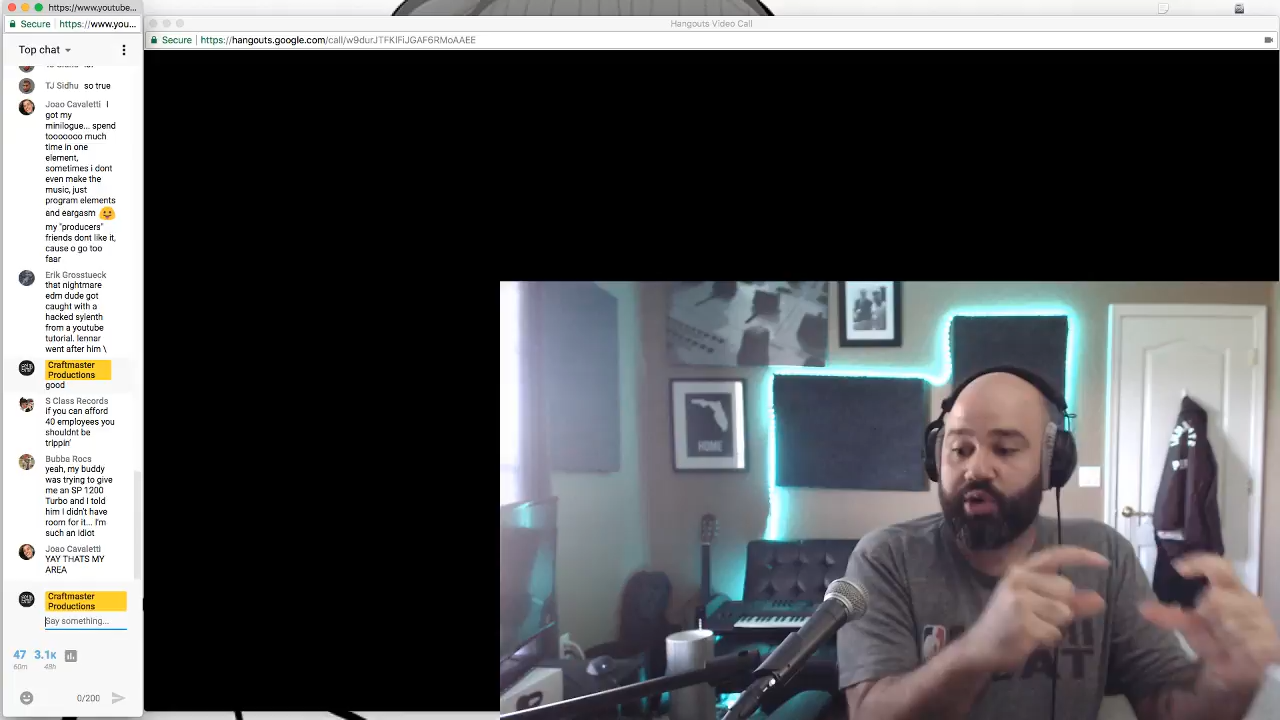 https://www.youtube...
Secure https://www.you...
Hangouts Video Call
Secure https://hangouts.google.com/call/w9durJTFKIFiJGAF6RMoAAEE
Top chat
TJ Sidhu so true
Joao Cavaletti I
got my
minilogue... spend
tooooooo much
time in one
element,
sometimes i dont
even make the
music, just
program elements
and eargasm
my "producers"
friends dont like it,
cause o go too
faar
Erik Grosstueck
that nightmare
edm dude got
caught with a
hacked sylenth
from a youtube
tutorial. lennar
went after him \
Craftmaster
Productions
good
S Class Records
if you can afford
40 employees you
shouldnt be
trippin'
Bubba Rocs
yeah, my buddy
was trying to give
me an SP 1200
Turbo and I told
him I didn't have
room for it... I'm
such an idiot
Joao Cavaletti
YAY THATS MY
AREA
Craftmaster
Productions
Say something...
47 3.1K
60m 48h
0/200
HOME